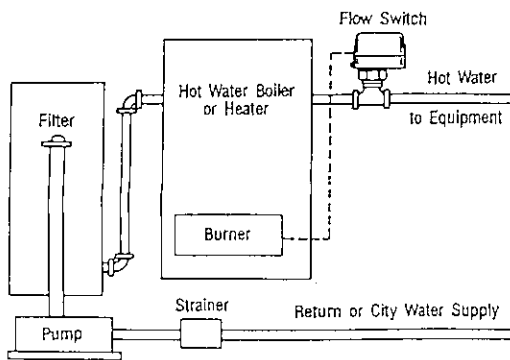 Flow Switch
Hot Water Boiler
or Heater
Hot Water
to Equipment
Filter
Burner
Strainer
Return or City Water Supply
Pump